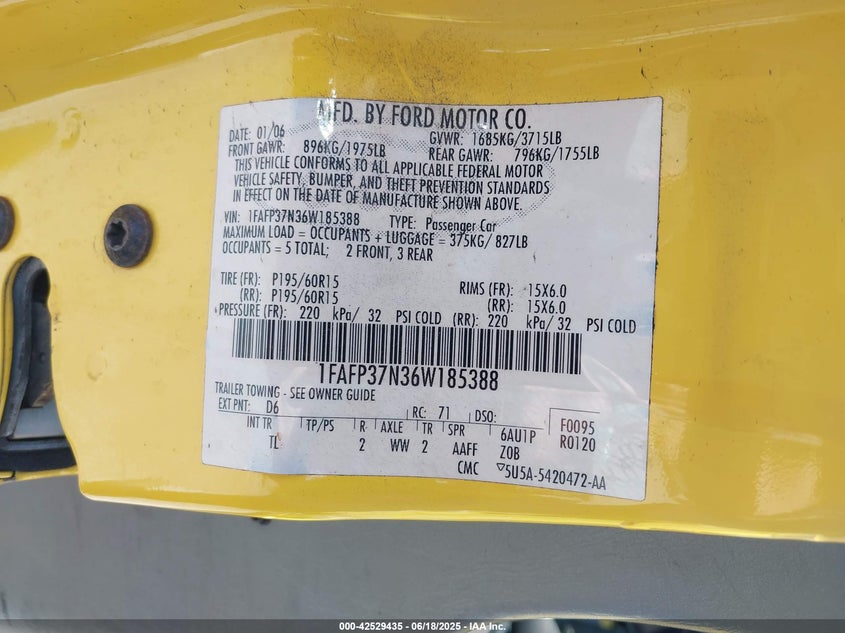 MFD. BY FORD MOTOR CO.
DATE: 01/06 GVWR: 1685KG/3715LB
FRONT GAWR: 896KG/1975LB REAR GAWR: 796KG/1755LB
THIS VEHICLE CONFORMS TO ALL APPLICABLE FEDERAL MOTOR
VEHICLE SAFETY, BUMPER, AND THEFT PREVENTION STANDARDS
IN EFFECT ON THE DATE OF MANUFACTURE SHOWN ABOVE.
VIN: 1FAFP37N36W185388 TYPE: Passenger Car
MAXIMUM LOAD = OCCUPANTS + LUGGAGE = 375KG/ 827LB
OCCUPANTS = 5 TOTAL; 2 FRONT, 3 REAR
TIRE (FR): P195/60R15 RIMS (FR): 15X6.0
(RR): P195/60R15 (RR): 15X6.0
PRESSURE (FR): 220 kPa/ 32 PSI COLD (RR): 220 kPa/ 32 PSI COLD
1FAFP37N36W185388
TRAILER TOWING - SEE OWNER GUIDE
EXT PNT: D6 RC: 71 DSO: F0095
INT TR TP/PS R AXLE TR SPR 6AU1P R0120
TL 2 WW 2 AAFF ZOB
CMC 5U5A-5420472-AA
000-42529435 - 06/18/2025 - IAA Inc.